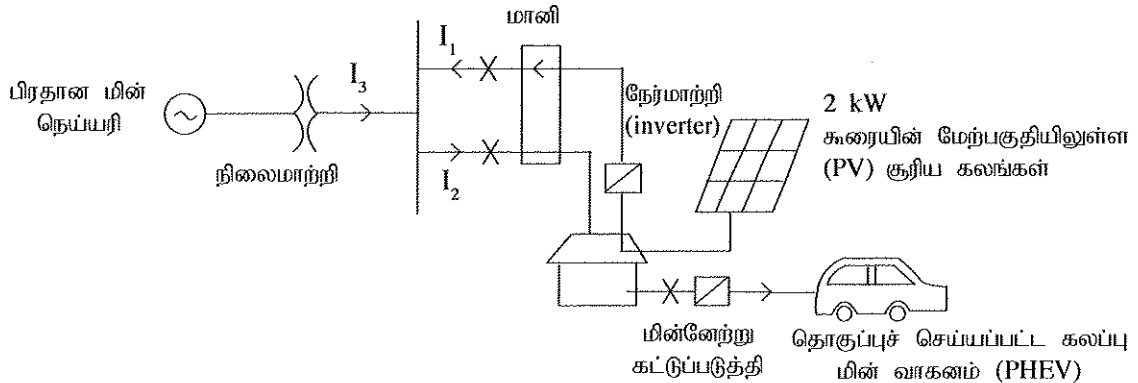 மானி
I₁
பிரதான மின்
நெய்யரி
I₃
நிலைமாற்றி
I₂
நேர்மாற்றி
(inverter)
2 kW
கூரையின் மேற்பகுதியிலுள்ள
(PV) சூரிய கலங்கள்
மின்னேற்று
கட்டுப்படுத்தி
தொகுப்புச் செய்யப்பட்ட கலப்பு
மின் வாகனம் (PHEV)